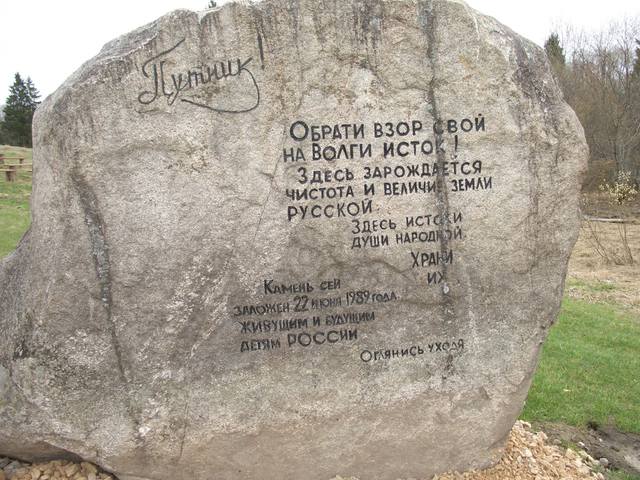 Путник!
Обрати взор свой
на Волги исток!
Здесь зарождается
чистота и величие земли
русской.
Здесь истоки
души народной.
Храни
их
Камень сей
заложен 22 июня 1989 года
живущим и будущим
детям России
Оглянись уходя